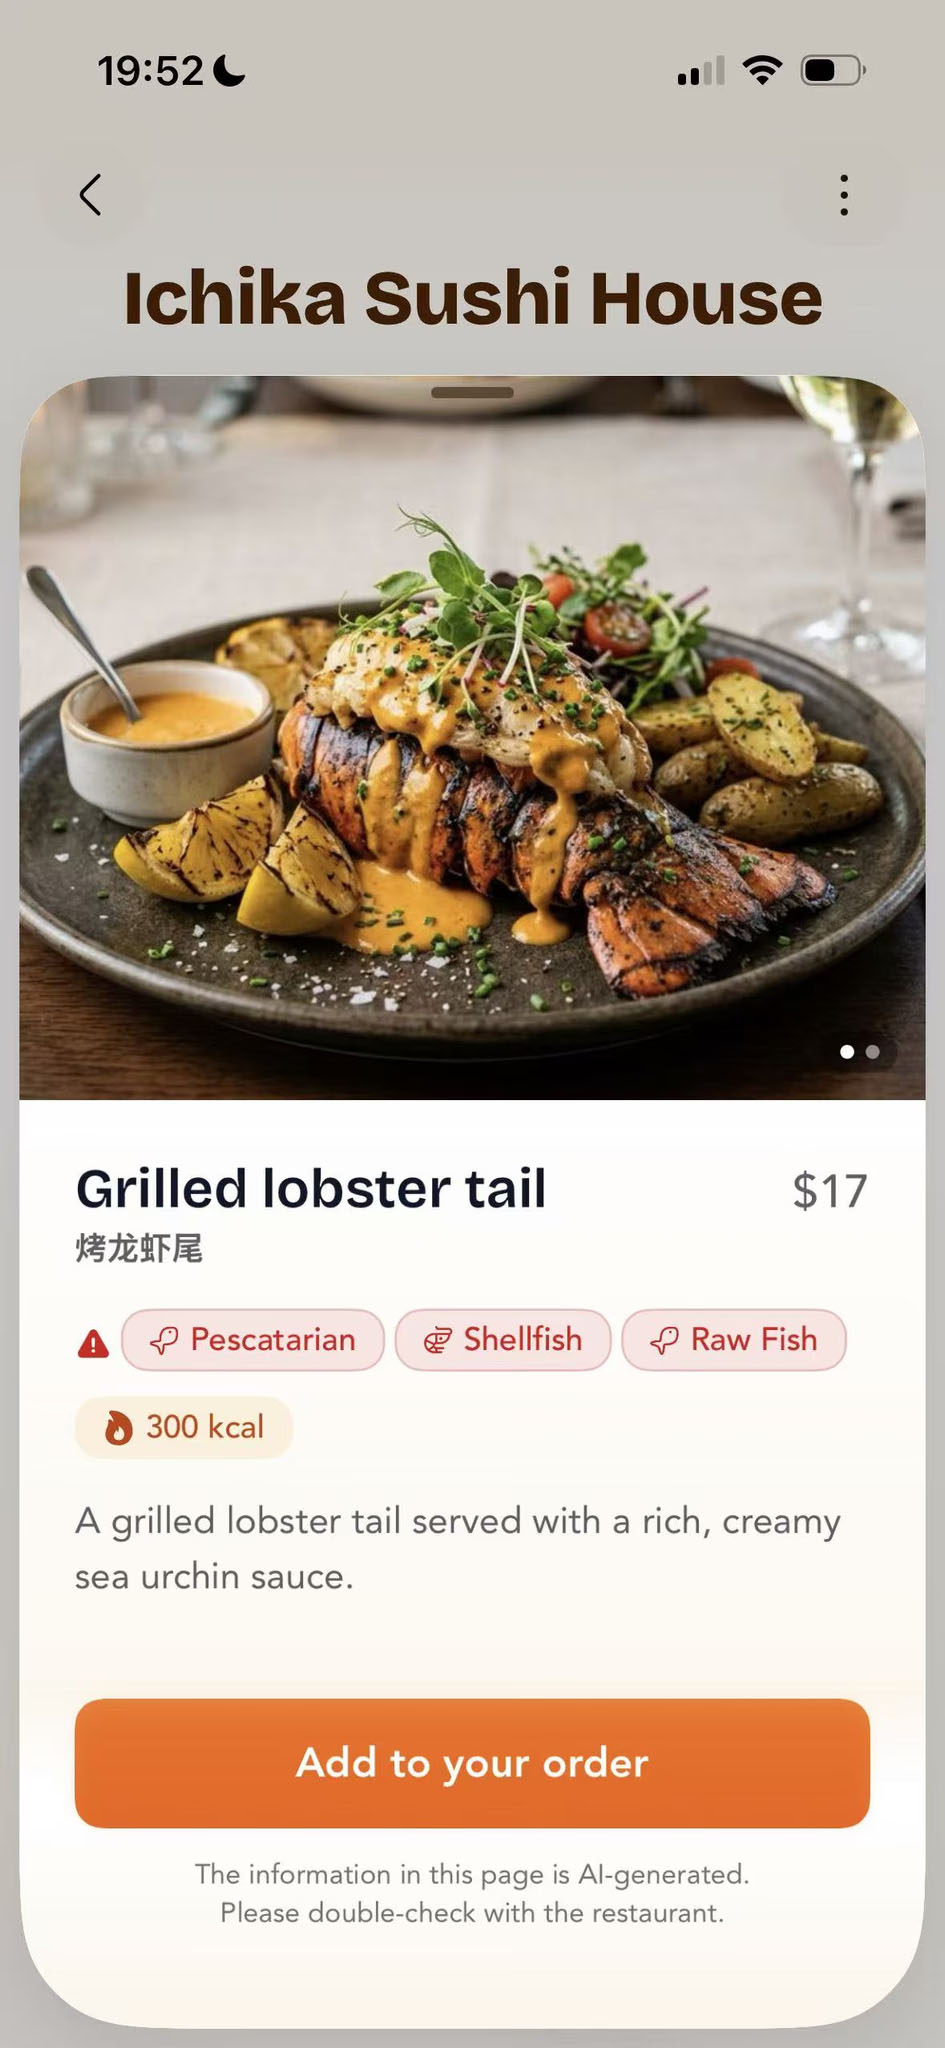 19:52
Ichika Sushi House
Grilled lobster tail
$17
烤龙虾尾
Pescatarian
Shellfish
Raw Fish
300 kcal
A grilled lobster tail served with a rich, creamy
sea urchin sauce.
Add to your order
The information in this page is AI-generated.
Please double-check with the restaurant.